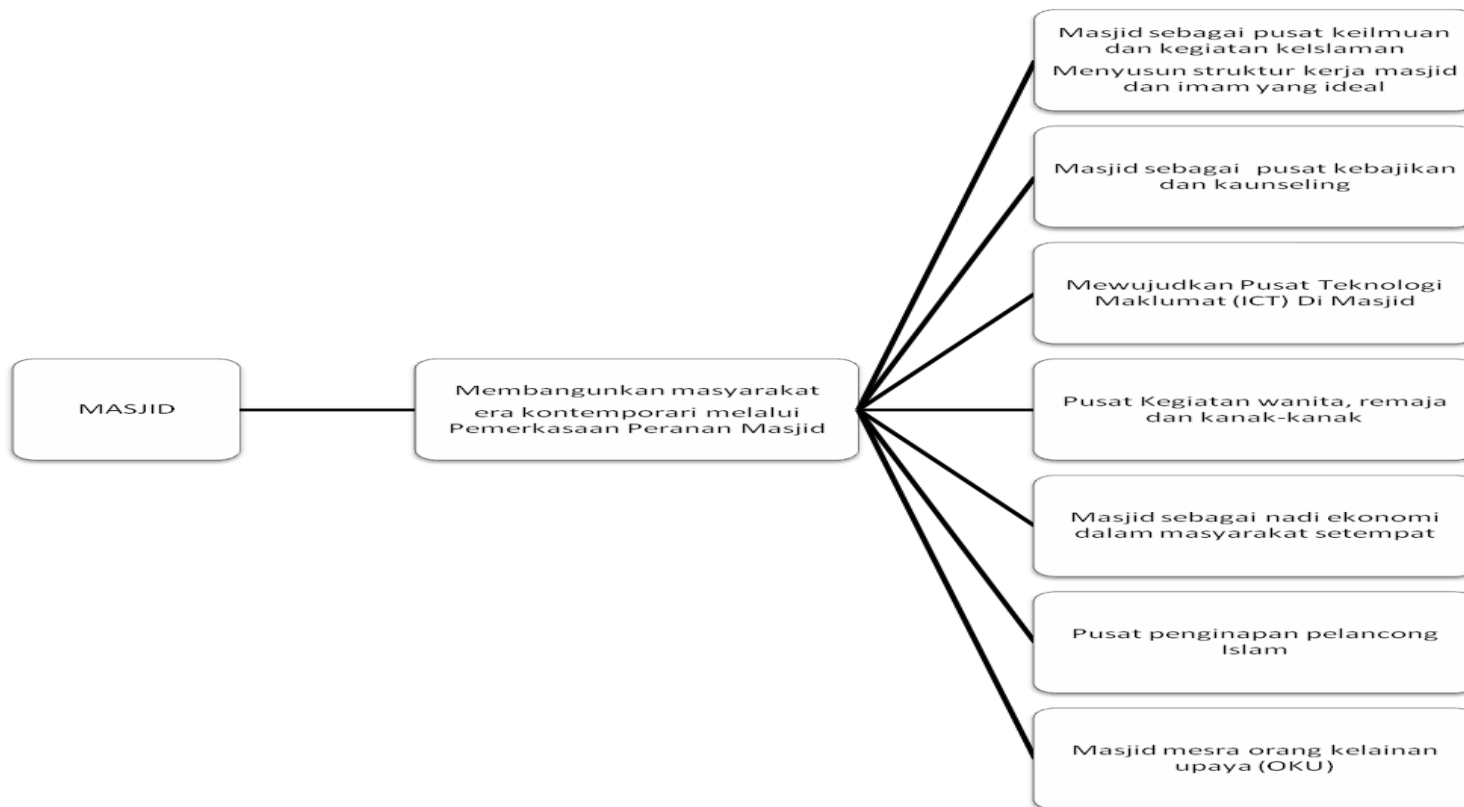 Masjid sebagai pusat keilmuan
dan kegiatan keIslaman
Menyusun struktur kerja masjid
dan imam yang ideal
Masjid sebagai pusat kebajikan
dan kaunseling
Mewujudkan Pusat Teknologi
Maklumat (ICT) Di Masjid
MASJID
Membangunkan masyarakat
era kontemporari melalui
Pemerkasaan Peranan Masjid
Pusat Kegiatan wanita, remaja
dan kanak-kanak
Masjid sebagai nadi ekonomi
dalam masyarakat setempat
Pusat penginapan pelancong
Islam
Masjid mesra orang kelainan
upaya (OKU)